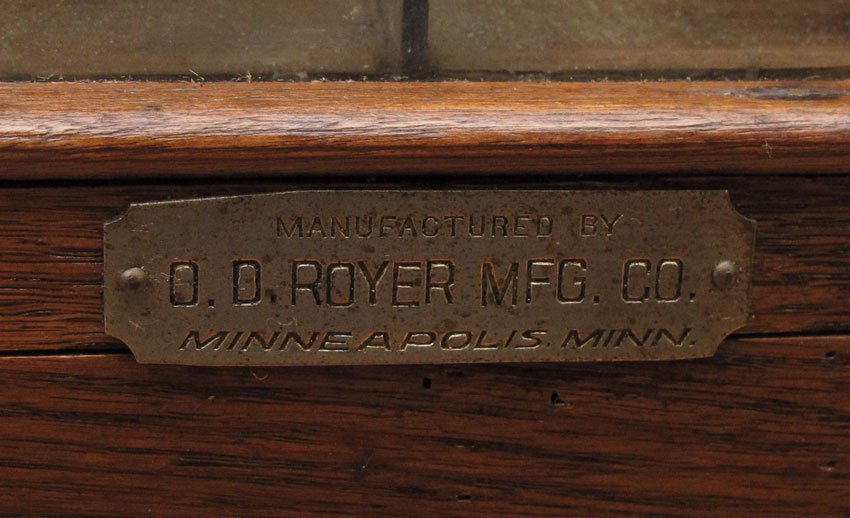 MANUFACTURED BY
O. D. ROYER MFG. CO.
MINNEAPOLIS. MINN.